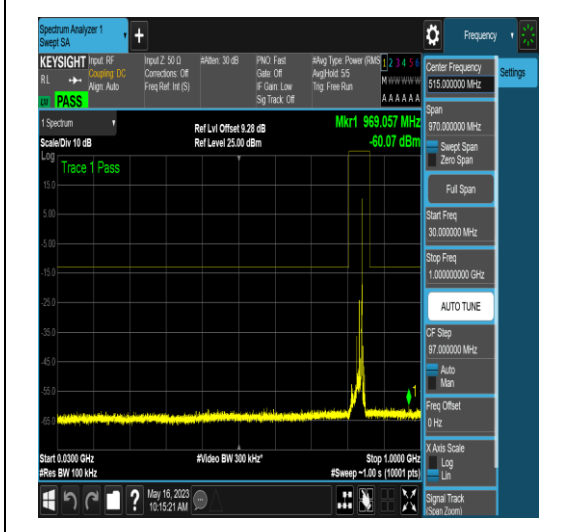 Spectrum Analyzer 1
Swept SA
+
Frequency
KEYSIGHT
Input: RF
Coupling: DC
Align: Auto
RL
Input Z: 50 Ω
Corrections: Off
Freq Ref: Int (S)
#Atten: 30 dB
PNO: Fast
Gate: Off
IF Gain: Low
Sig Track: Off
#Avg Type: Power (RMS
Avg|Hold: 5/5
Trig: Free Run
1 2 3 4 5 6
M W W W W W
A A A A A A
PASS
1 Spectrum
Scale/Div 10 dB
Ref Lvl Offset 9.28 dB
Ref Level 25.00 dBm
Mkr1 969.057 MHz
-60.07 dBm
Log
Trace 1 Pass
15.0
5.00
-5.00
-15.0
-25.0
-35.0
-45.0
-55.0
-65.0
1
Start 0.0300 GHz
#Res BW 100 kHz
#Video BW 300 kHz*
Stop 1.0000 GHz
#Sweep ~1.00 s (10001 pts)
Center Frequency
515.000000 MHz
Settings
Span
970.000000 MHz
Swept Span
Zero Span
Full Span
Start Freq
30.000000 MHz
Stop Freq
1.000000000 GHz
AUTO TUNE
CF Step
97.000000 MHz
Auto
Man
Freq Offset
0 Hz
X Axis Scale
Log
Lin
Signal Track
(Span Zoom)
?
May 16, 2023
10:15:21 AM